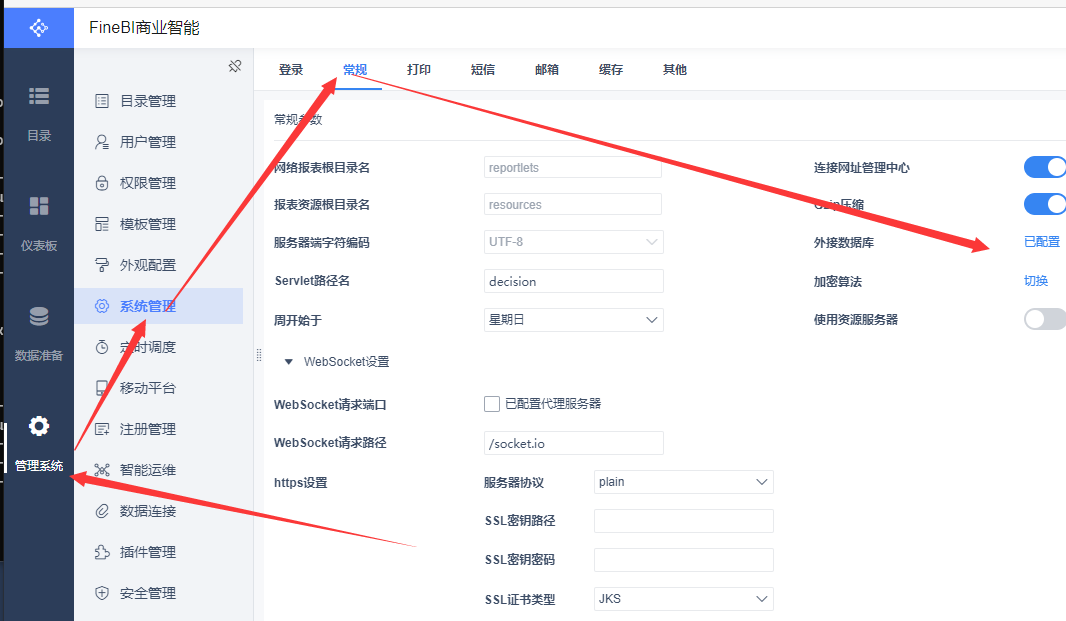 FineBI商业智能
目录
仪表板
数据准备
管理系统
目录管理
用户管理
权限管理
模板管理
外观配置
系统管理
定时调度
移动平台
注册管理
智能运维
数据连接
插件管理
安全管理
登录 常规 打印 短信 邮箱 缓存 其他
常规参数
网络报表根目录名 reportlets 连接网址管理中心
报表资源根目录名 resources Gzip压缩
服务器端字符编码 UTF-8 外接数据库 已配置
Servlet路径名 decision 加密算法 切换
周开始于 星期日 使用资源服务器
WebSocket设置
WebSocket请求端口 已配置代理服务器
WebSocket请求路径 /socket.io
https设置 服务器协议 plain
SSL密钥路径
SSL密钥密码
SSL证书类型 JKS